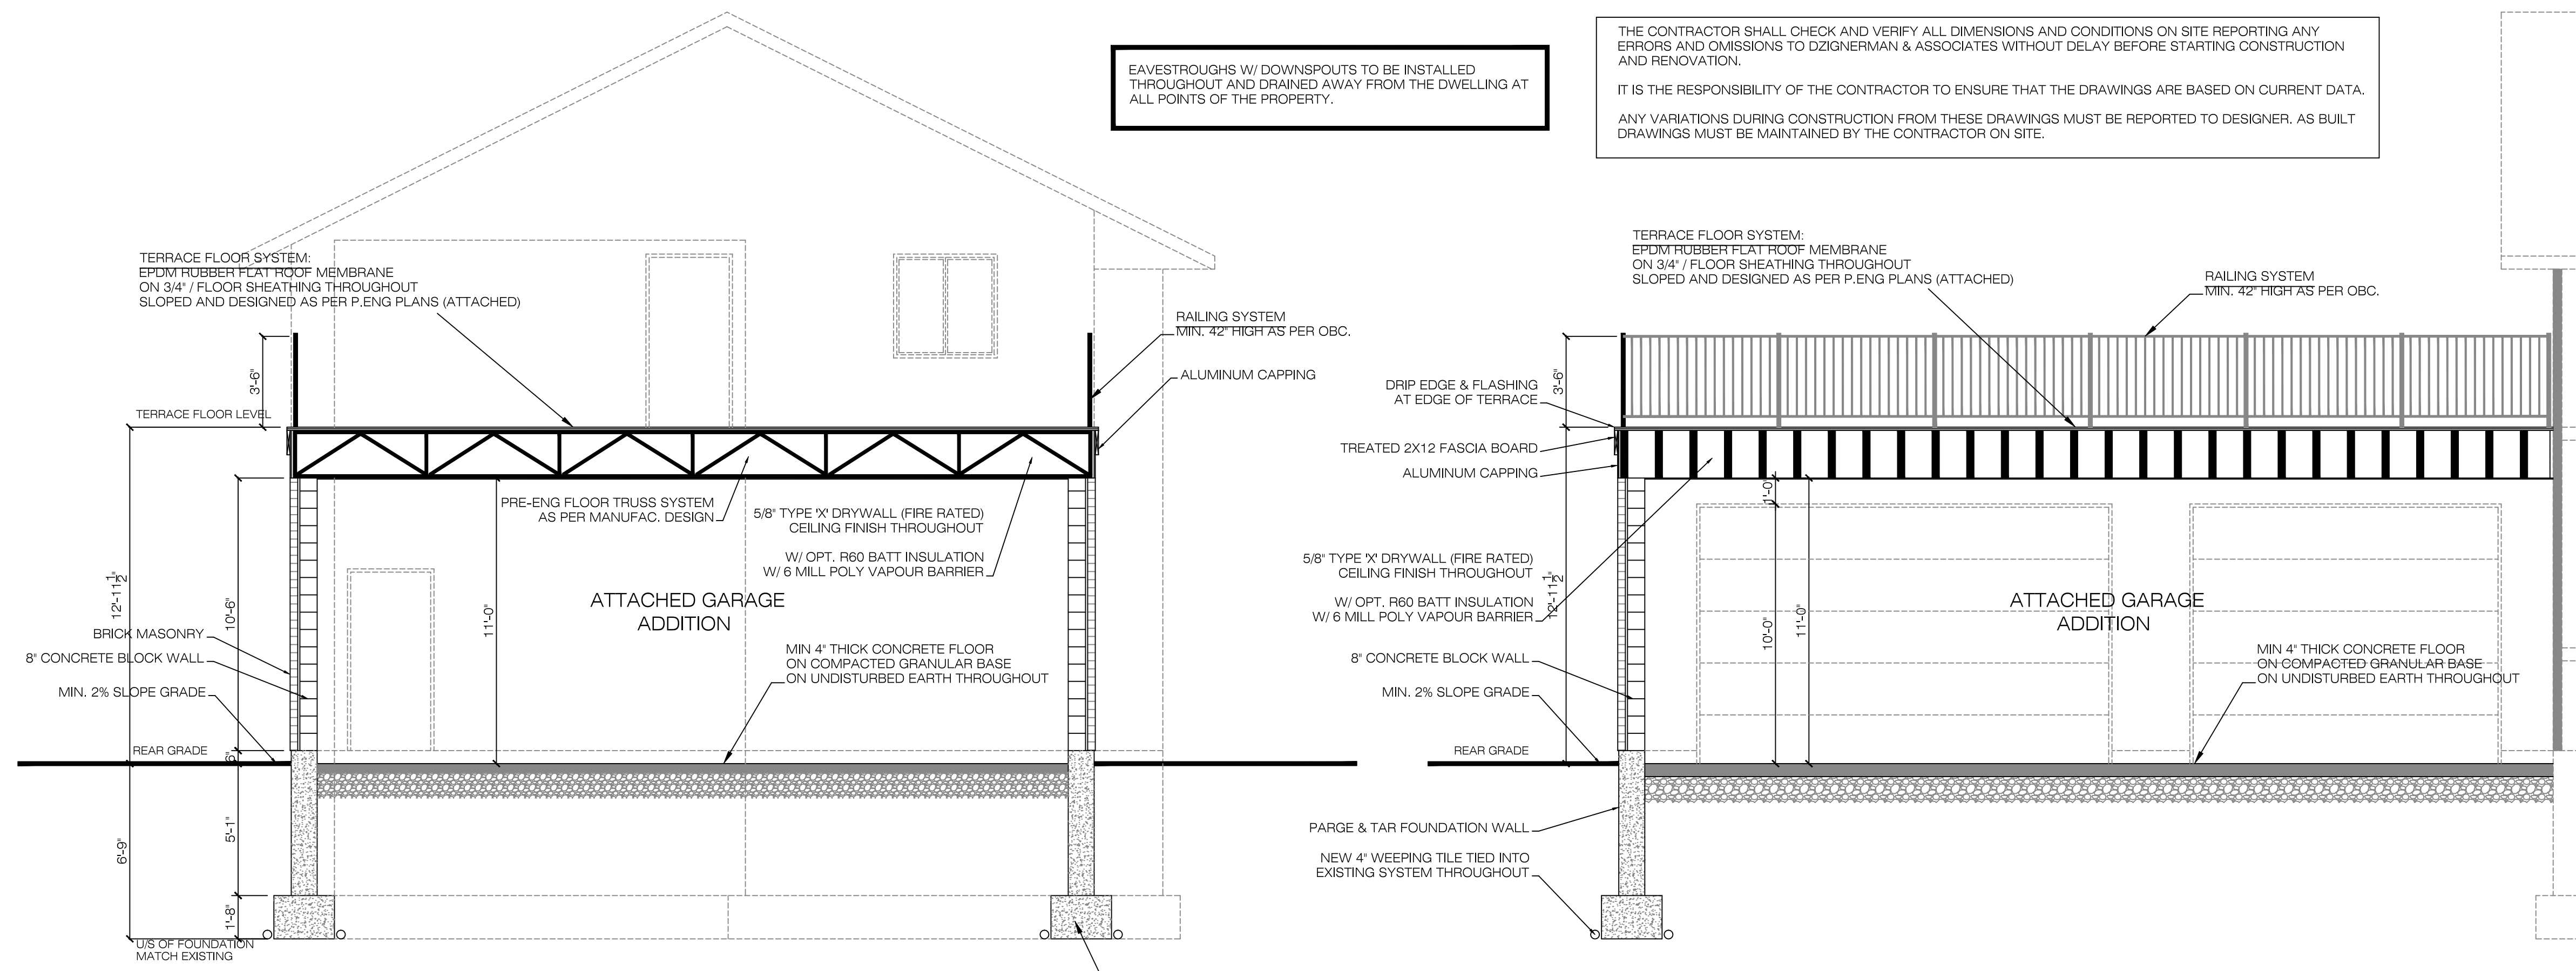 EAVESTROUGHS W/ DOWNSPOUTS TO BE INSTALLED
THROUGHOUT AND DRAINED AWAY FROM THE DWELLING AT
ALL POINTS OF THE PROPERTY.
THE CONTRACTOR SHALL CHECK AND VERIFY ALL DIMENSIONS AND CONDITIONS ON SITE REPORTING ANY
ERRORS AND OMISSIONS TO DZIGNERMAN & ASSOCIATES WITHOUT DELAY BEFORE STARTING CONSTRUCTION
AND RENOVATION.
IT IS THE RESPONSIBILITY OF THE CONTRACTOR TO ENSURE THAT THE DRAWINGS ARE BASED ON CURRENT DATA.
ANY VARIATIONS DURING CONSTRUCTION FROM THESE DRAWINGS MUST BE REPORTED TO DESIGNER. AS BUILT
DRAWINGS MUST BE MAINTAINED BY THE CONTRACTOR ON SITE.
TERRACE FLOOR SYSTEM:
EPDM RUBBER FLAT ROOF MEMBRANE
ON 3/4" / FLOOR SHEATHING THROUGHOUT
SLOPED AND DESIGNED AS PER P.ENG PLANS (ATTACHED)
RAILING SYSTEM
MIN. 42" HIGH AS PER OBC.
ALUMINUM CAPPING
3'-6"
TERRACE FLOOR LEVEL
PRE-ENG FLOOR TRUSS SYSTEM
AS PER MANUFAC. DESIGN
5/8" TYPE 'X' DRYWALL (FIRE RATED)
CEILING FINISH THROUGHOUT
W/ OPT. R60 BATT INSULATION
W/ 6 MILL POLY VAPOUR BARRIER
12'-11 1/2"
10'-6"
11'-0"
ATTACHED GARAGE
ADDITION
BRICK MASONRY
8" CONCRETE BLOCK WALL
MIN. 2% SLOPE GRADE
MIN 4" THICK CONCRETE FLOOR
ON COMPACTED GRANULAR BASE
ON UNDISTURBED EARTH THROUGHOUT
REAR GRADE
6"
5'-1"
6'-9"
1'-8"
U/S OF FOUNDATION
MATCH EXISTING
TERRACE FLOOR SYSTEM:
EPDM RUBBER FLAT ROOF MEMBRANE
ON 3/4" / FLOOR SHEATHING THROUGHOUT
SLOPED AND DESIGNED AS PER P.ENG PLANS (ATTACHED)
RAILING SYSTEM
MIN. 42" HIGH AS PER OBC.
3'-6"
DRIP EDGE & FLASHING
AT EDGE OF TERRACE
TREATED 2X12 FASCIA BOARD
ALUMINUM CAPPING
1'-0"
5/8" TYPE 'X' DRYWALL (FIRE RATED)
CEILING FINISH THROUGHOUT
W/ OPT. R60 BATT INSULATION
W/ 6 MILL POLY VAPOUR BARRIER
12'-11 1/2"
10'-0"
11'-0"
ATTACHED GARAGE
ADDITION
8" CONCRETE BLOCK WALL
MIN. 2% SLOPE GRADE
MIN 4" THICK CONCRETE FLOOR
ON COMPACTED GRANULAR BASE
ON UNDISTURBED EARTH THROUGHOUT
REAR GRADE
PARGE & TAR FOUNDATION WALL
NEW 4" WEEPING TILE TIED INTO
EXISTING SYSTEM THROUGHOUT